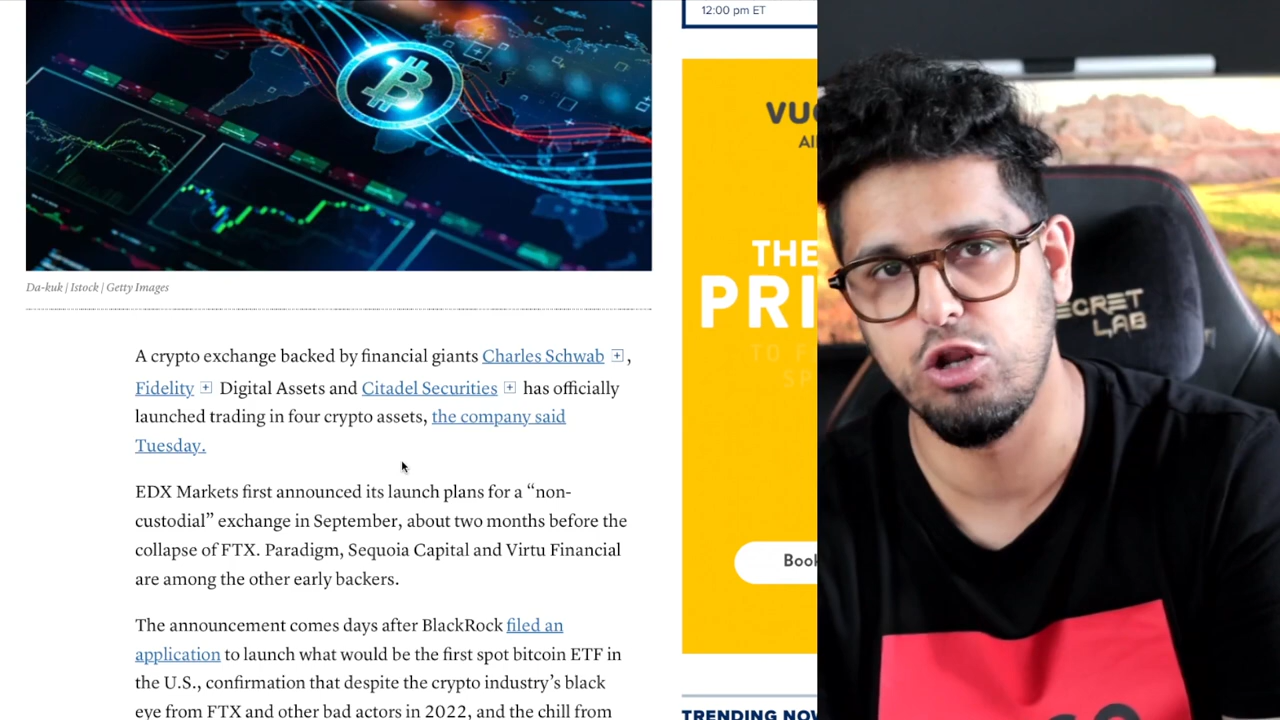 12:00 pm ET
THE
PRI
TO F
SP
Book
Da-kuk | Istock | Getty Images
A crypto exchange backed by financial giants Charles Schwab + ,
Fidelity + Digital Assets and Citadel Securities + has officially
launched trading in four crypto assets, the company said
Tuesday.
EDX Markets first announced its launch plans for a “non-
custodial” exchange in September, about two months before the
collapse of FTX. Paradigm, Sequoia Capital and Virtu Financial
are among the other early backers.
The announcement comes days after BlackRock filed an
application to launch what would be the first spot bitcoin ETF in
the U.S., confirmation that despite the crypto industry’s black
eye from FTX and other bad actors in 2022, and the chill from
TRENDING NOW
SECRET
LAB